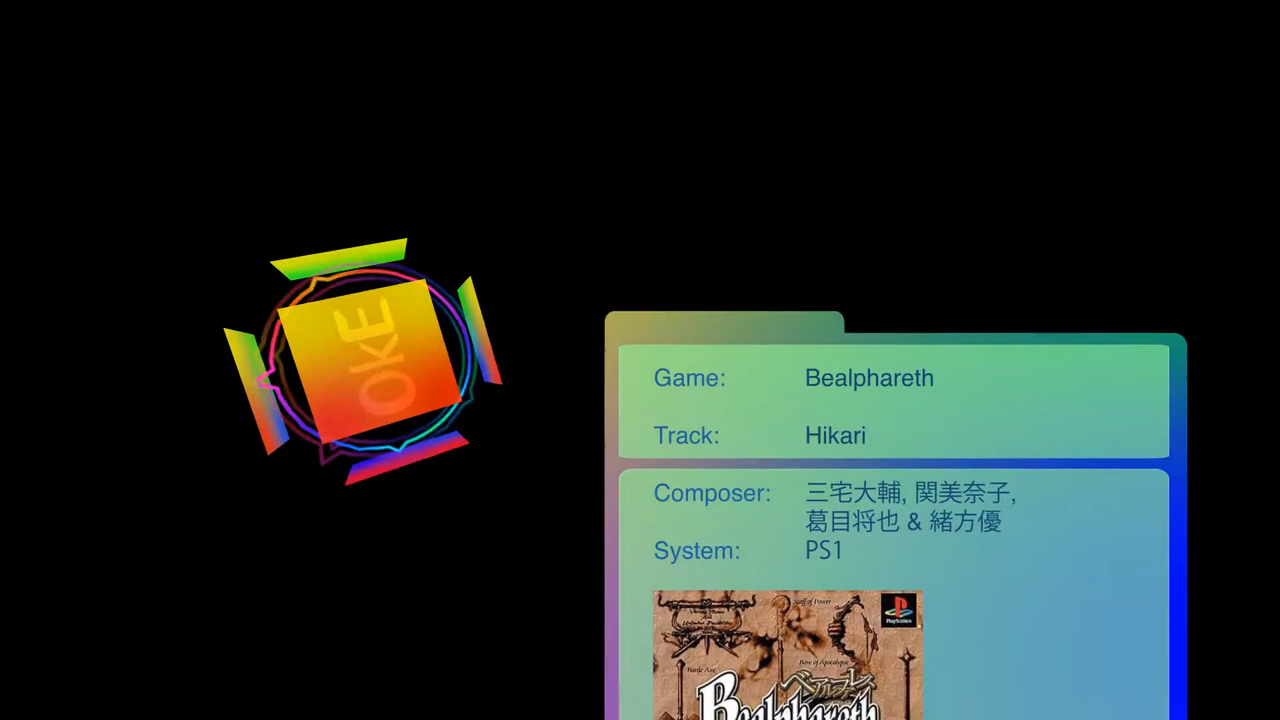 OKE
Game: Bealphareth
Track: Hikari
Composer: 三宅大輔, 関美奈子,
葛目将也 & 緒方優
System: PS1
Staff of Power
PlayStation
Battle Axe
Bow of Apocalypse
ベアルファレス
Bealphareth